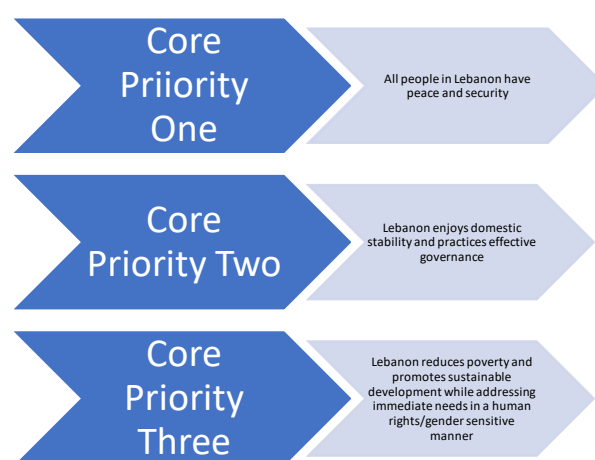 Core
Priiority
One
All people in Lebanon have
peace and security
Core
Priority Two
Lebanon enjoys domestic
stability and practices effective
governance
Core
Priority
Three
Lebanon reduces poverty and
promotes sustainable
development while addressing
immediate needs in a human
rights/gender sensitive
manner